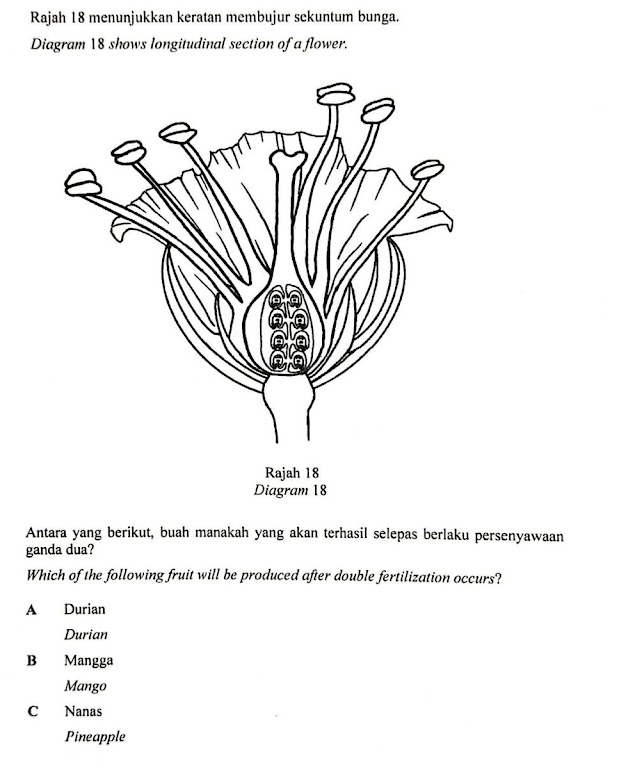 Rajah 18 menunjukkan keratan membujur sekuntum bunga.
Diagram 18 shows longitudinal section of a flower.
Rajah 18
Diagram 18
Antara yang berikut, buah manakah yang akan terhasil selepas berlaku persenyawaan
ganda dua?
Which of the following fruit will be produced after double fertilization occurs?
A Durian
Durian
B Mangga
Mango
C Nanas
Pineapple